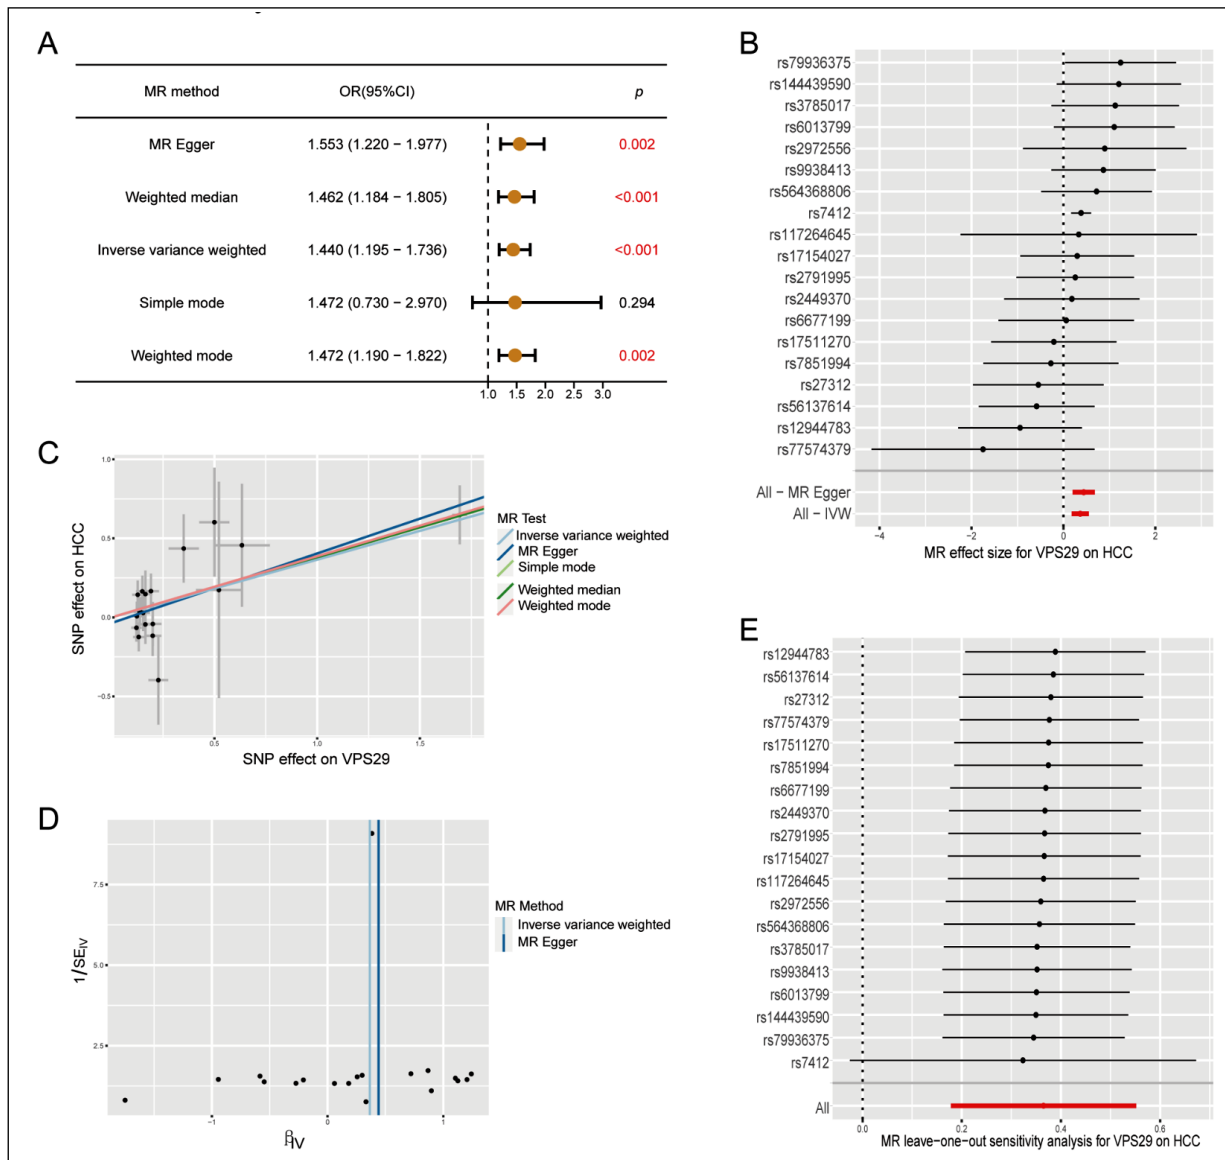 A
MR method OR(95%CI) p
MR Egger 1.553 (1.220 − 1.977) 0.002
Weighted median 1.462 (1.184 − 1.805) <0.001
Inverse variance weighted 1.440 (1.195 − 1.736) <0.001
Simple mode 1.472 (0.730 − 2.970) 0.294
Weighted mode 1.472 (1.190 − 1.822) 0.002
1.0 1.5 2.0 2.5 3.0
B
rs79936375
rs144439590
rs3785017
rs6013799
rs2972556
rs9938413
rs564368806
rs7412
rs117264645
rs17154027
rs2791995
rs2449370
rs6677199
rs17511270
rs7851994
rs27312
rs56137614
rs12944783
rs77574379
All − MR Egger
All − IVW
−4 −2 0 2
MR effect size for VPS29 on HCC
C
SNP effect on HCC
1.0
0.5
0.0
−0.5
0.5 1.0 1.5
SNP effect on VPS29
MR Test
Inverse variance weighted
MR Egger
Simple mode
Weighted median
Weighted mode
D
1/SEIV
7.5
5.0
2.5
−1 0 1
βIV
MR Method
Inverse variance weighted
MR Egger
E
rs12944783
rs56137614
rs27312
rs77574379
rs17511270
rs7851994
rs6677199
rs2449370
rs2791995
rs17154027
rs117264645
rs2972556
rs564368806
rs3785017
rs9938413
rs6013799
rs144439590
rs79936375
rs7412
All
0.0 0.2 0.4 0.6
MR leave−one−out sensitivity analysis for VPS29 on HCC